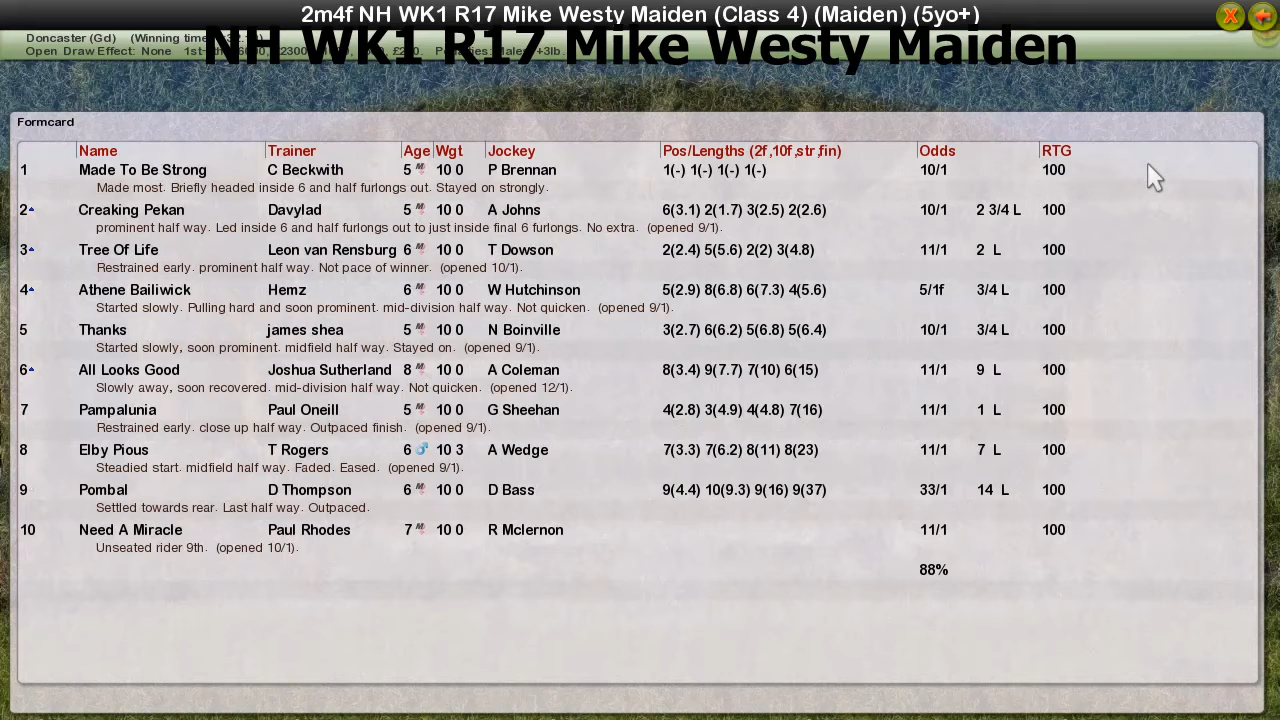 2m4f NH WK1 R17 Mike Westy Maiden (Class 4) (Maiden) (5yo+)
NH WK1 R17 Mike Westy Maiden
Doncaster (Gd) (Winning time
Open Draw Effect: None 1st
Formcard
Name Trainer Age Wgt Jockey Pos/Lengths (2f,10f,str,fin) Odds RTG
1 Made To Be Strong C Beckwith 5 10 0 P Brennan 1(-) 1(-) 1(-) 1(-) 10/1 100
Made most. Briefly headed inside 6 and half furlongs out. Stayed on strongly.
2 Creaking Pekan Davylad 5 10 0 A Johns 6(3.1) 2(1.7) 3(2.5) 2(2.6) 10/1 2 3/4 L 100
prominent half way. Led inside 6 and half furlongs out to just inside final 6 furlongs. No extra. (opened 9/1).
3 Tree Of Life Leon van Rensburg 6 10 0 T Dowson 2(2.4) 5(5.6) 2(2) 3(4.8) 11/1 2 L 100
Restrained early. prominent half way. Not pace of winner. (opened 10/1).
4 Athene Bailiwick Hemz 6 10 0 W Hutchinson 5(2.9) 8(6.8) 6(7.3) 4(5.6) 5/1f 3/4 L 100
Started slowly. Pulling hard and soon prominent. mid-division half way. Not quicken. (opened 9/1).
5 Thanks james shea 5 10 0 N Boinville 3(2.7) 6(6.2) 5(6.8) 5(6.4) 10/1 3/4 L 100
Started slowly, soon prominent. midfield half way. Stayed on. (opened 9/1).
6 All Looks Good Joshua Sutherland 8 10 0 A Coleman 8(3.4) 9(7.7) 7(10) 6(15) 11/1 9 L 100
Slowly away, soon recovered. mid-division half way. Not quicken. (opened 12/1).
7 Pampalunia Paul Oneill 5 10 0 G Sheehan 4(2.8) 3(4.9) 4(4.8) 7(16) 11/1 1 L 100
Restrained early. close up half way. Outpaced finish. (opened 9/1).
8 Elby Pious T Rogers 6 10 3 A Wedge 7(3.3) 7(6.2) 8(11) 8(23) 11/1 7 L 100
Steadied start. midfield half way. Faded. Eased. (opened 9/1).
9 Pombal D Thompson 6 10 0 D Bass 9(4.4) 10(9.3) 9(16) 9(37) 33/1 14 L 100
Settled towards rear. Last half way. Outpaced.
10 Need A Miracle Paul Rhodes 7 10 0 R Mclernon 11/1 100
Unseated rider 9th. (opened 10/1).
88%